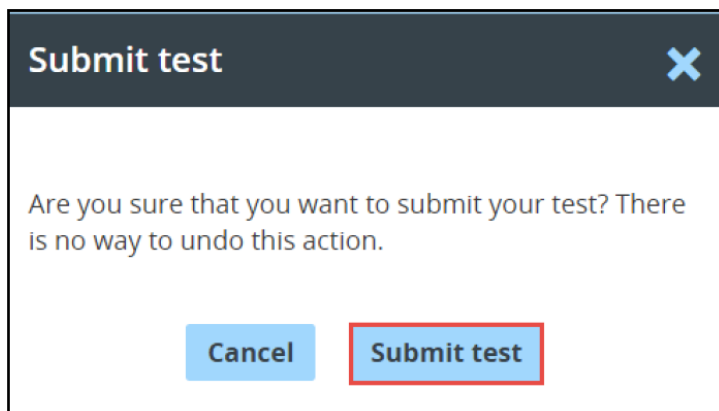 Submit test
Are you sure that you want to submit your test? There
is no way to undo this action.
Cancel
Submit test